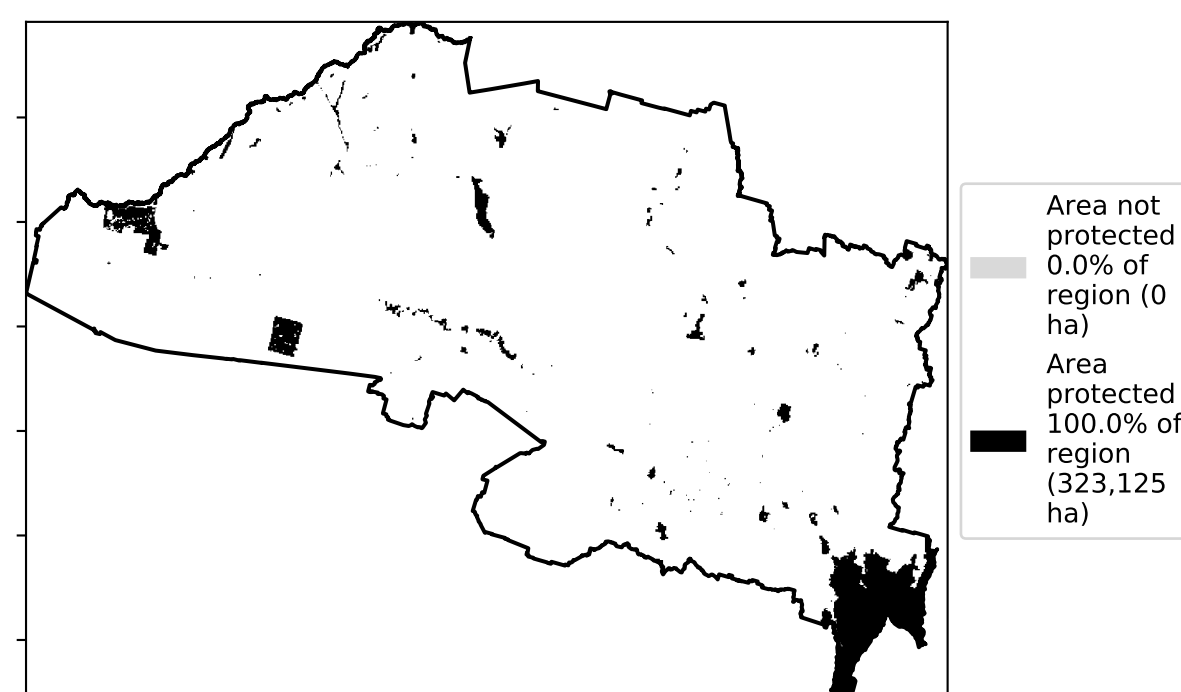 Area not
protected
0.0% of
region (0
ha)
Area
protected
100.0% of
region
(323,125
ha)